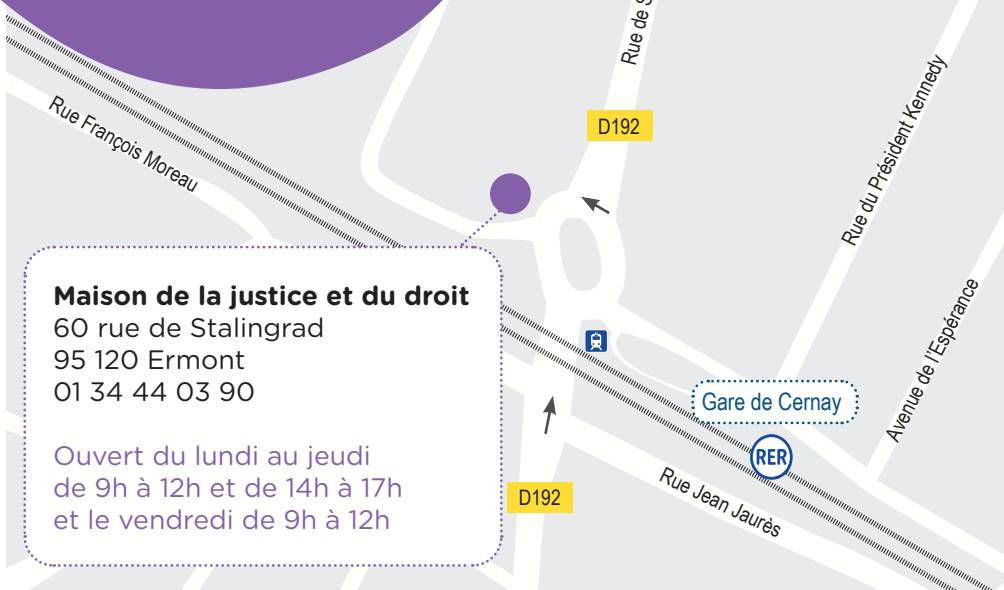 Rue de S
D192
Rue François Moreau
Rue du Président Kennedy
Maison de la justice et du droit
60 rue de Stalingrad
95 120 Ermont
01 34 44 03 90
Ouvert du lundi au jeudi
de 9h à 12h et de 14h à 17h
et le vendredi de 9h à 12h
Avenue de l'Espérance
Gare de Cernay
RER
D192
Rue Jean Jaurès